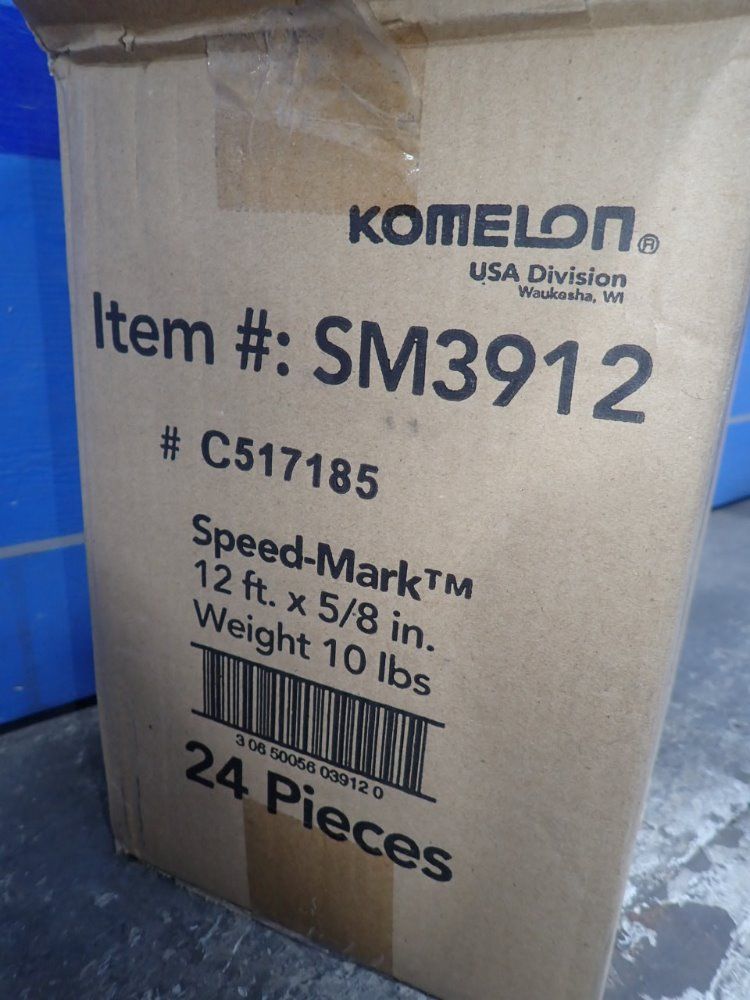 KOMELON®
USA Division
Waukesha, WI
Item #: SM3912
# C517185
Speed-Mark™
12 ft. x 5/8 in.
Weight 10 lbs
3 06 50056 03912 0
24 Pieces